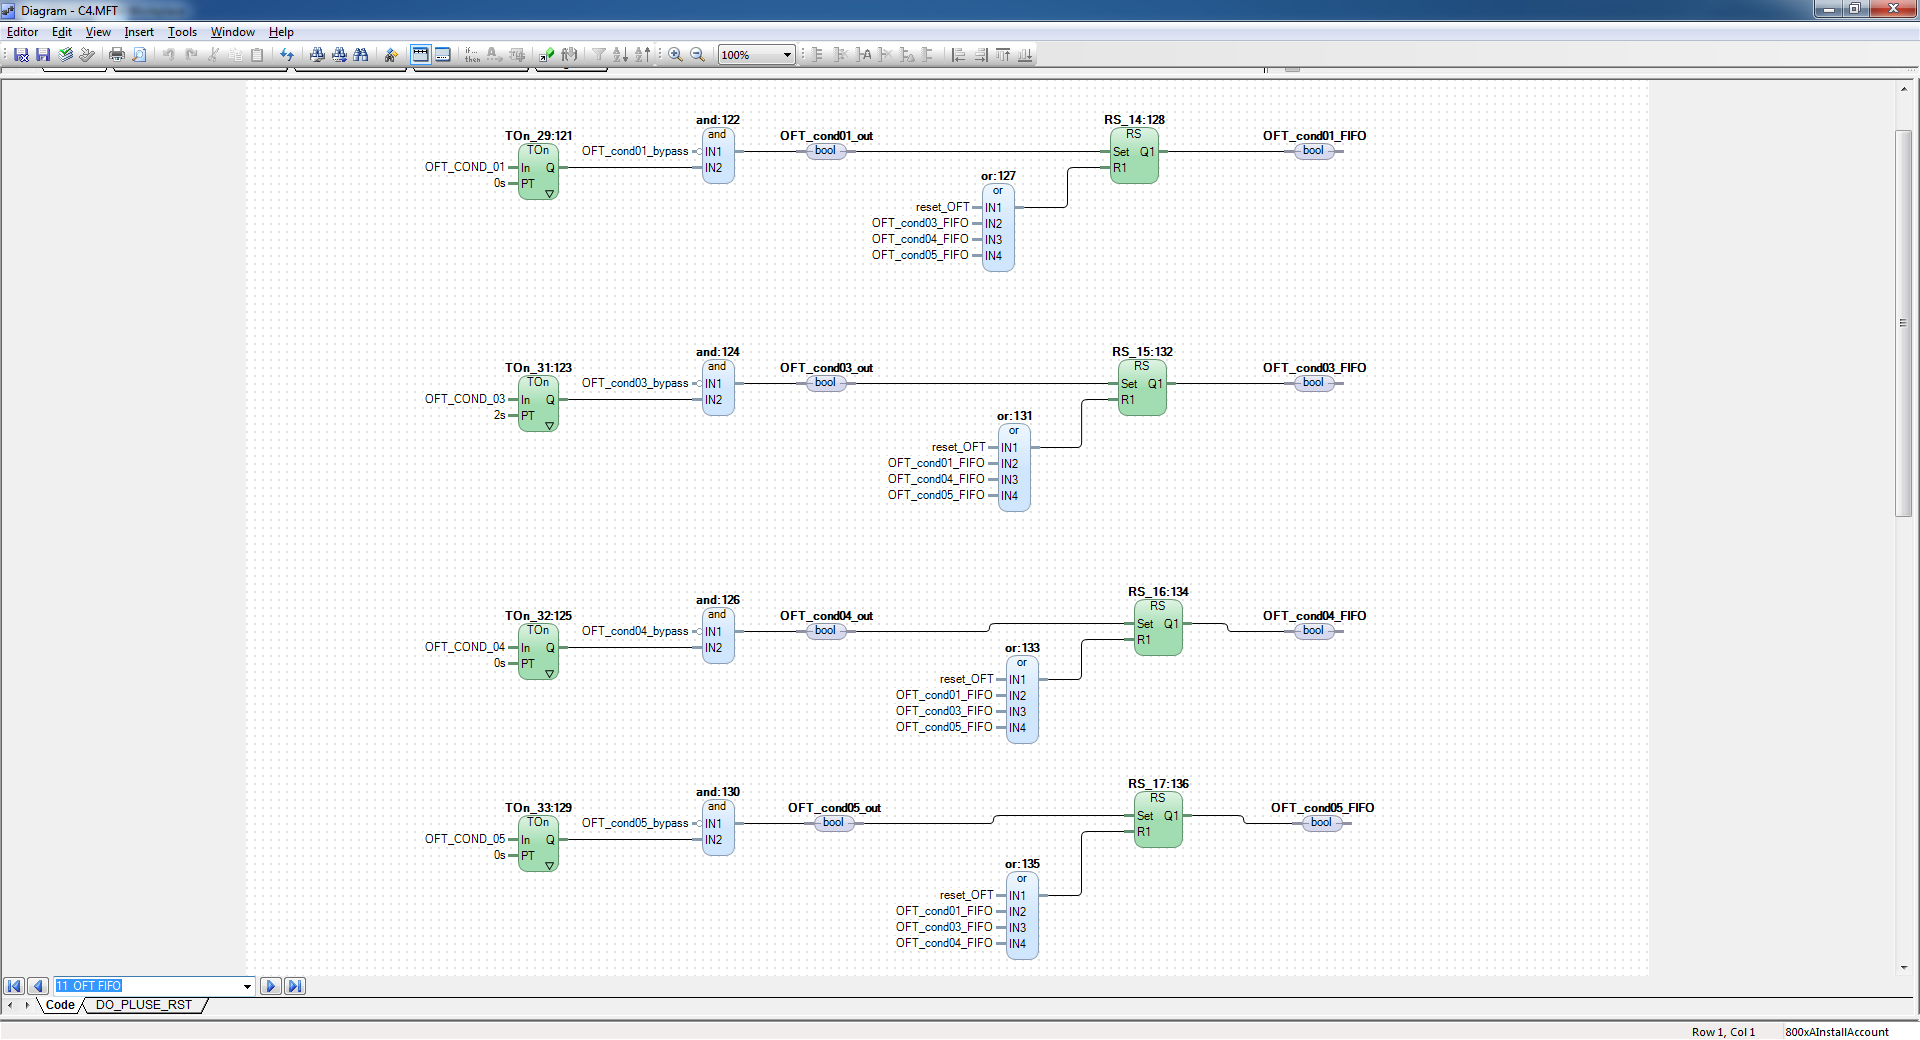 Diagram - C4.MFT
Editor Edit View Insert Tools Window Help
if... then 100%
and:122
TOn_29:121
and
OFT_cond01_out
RS_14:128
RS
OFT_cond01_FIFO
TOn
OFT_cond01_bypass
IN1
bool
Set Q1
bool
OFT_COND_01
In Q
IN2
R1
0s
PT
or:127
or
reset_OFT
IN1
OFT_cond03_FIFO
IN2
OFT_cond04_FIFO
IN3
OFT_cond05_FIFO
IN4
and:124
TOn_31:123
and
OFT_cond03_out
RS_15:132
RS
OFT_cond03_FIFO
TOn
OFT_cond03_bypass
IN1
bool
Set Q1
bool
OFT_COND_03
In Q
IN2
R1
2s
PT
or:131
or
reset_OFT
IN1
OFT_cond01_FIFO
IN2
OFT_cond04_FIFO
IN3
OFT_cond05_FIFO
IN4
and:126
TOn_32:125
and
OFT_cond04_out
RS_16:134
RS
OFT_cond04_FIFO
TOn
OFT_cond04_bypass
IN1
bool
Set Q1
bool
OFT_COND_04
In Q
IN2
R1
0s
PT
or:133
or
reset_OFT
IN1
OFT_cond01_FIFO
IN2
OFT_cond03_FIFO
IN3
OFT_cond05_FIFO
IN4
and:130
TOn_33:129
and
OFT_cond05_out
RS_17:136
RS
OFT_cond05_FIFO
TOn
OFT_cond05_bypass
IN1
bool
Set Q1
bool
OFT_COND_05
In Q
IN2
R1
0s
PT
or:135
or
reset_OFT
IN1
OFT_cond01_FIFO
IN2
OFT_cond03_FIFO
IN3
OFT_cond04_FIFO
IN4
11 OFT FIFO
Code DO_PLUSE_RST
Row 1, Col 1 800xAInstallAccount